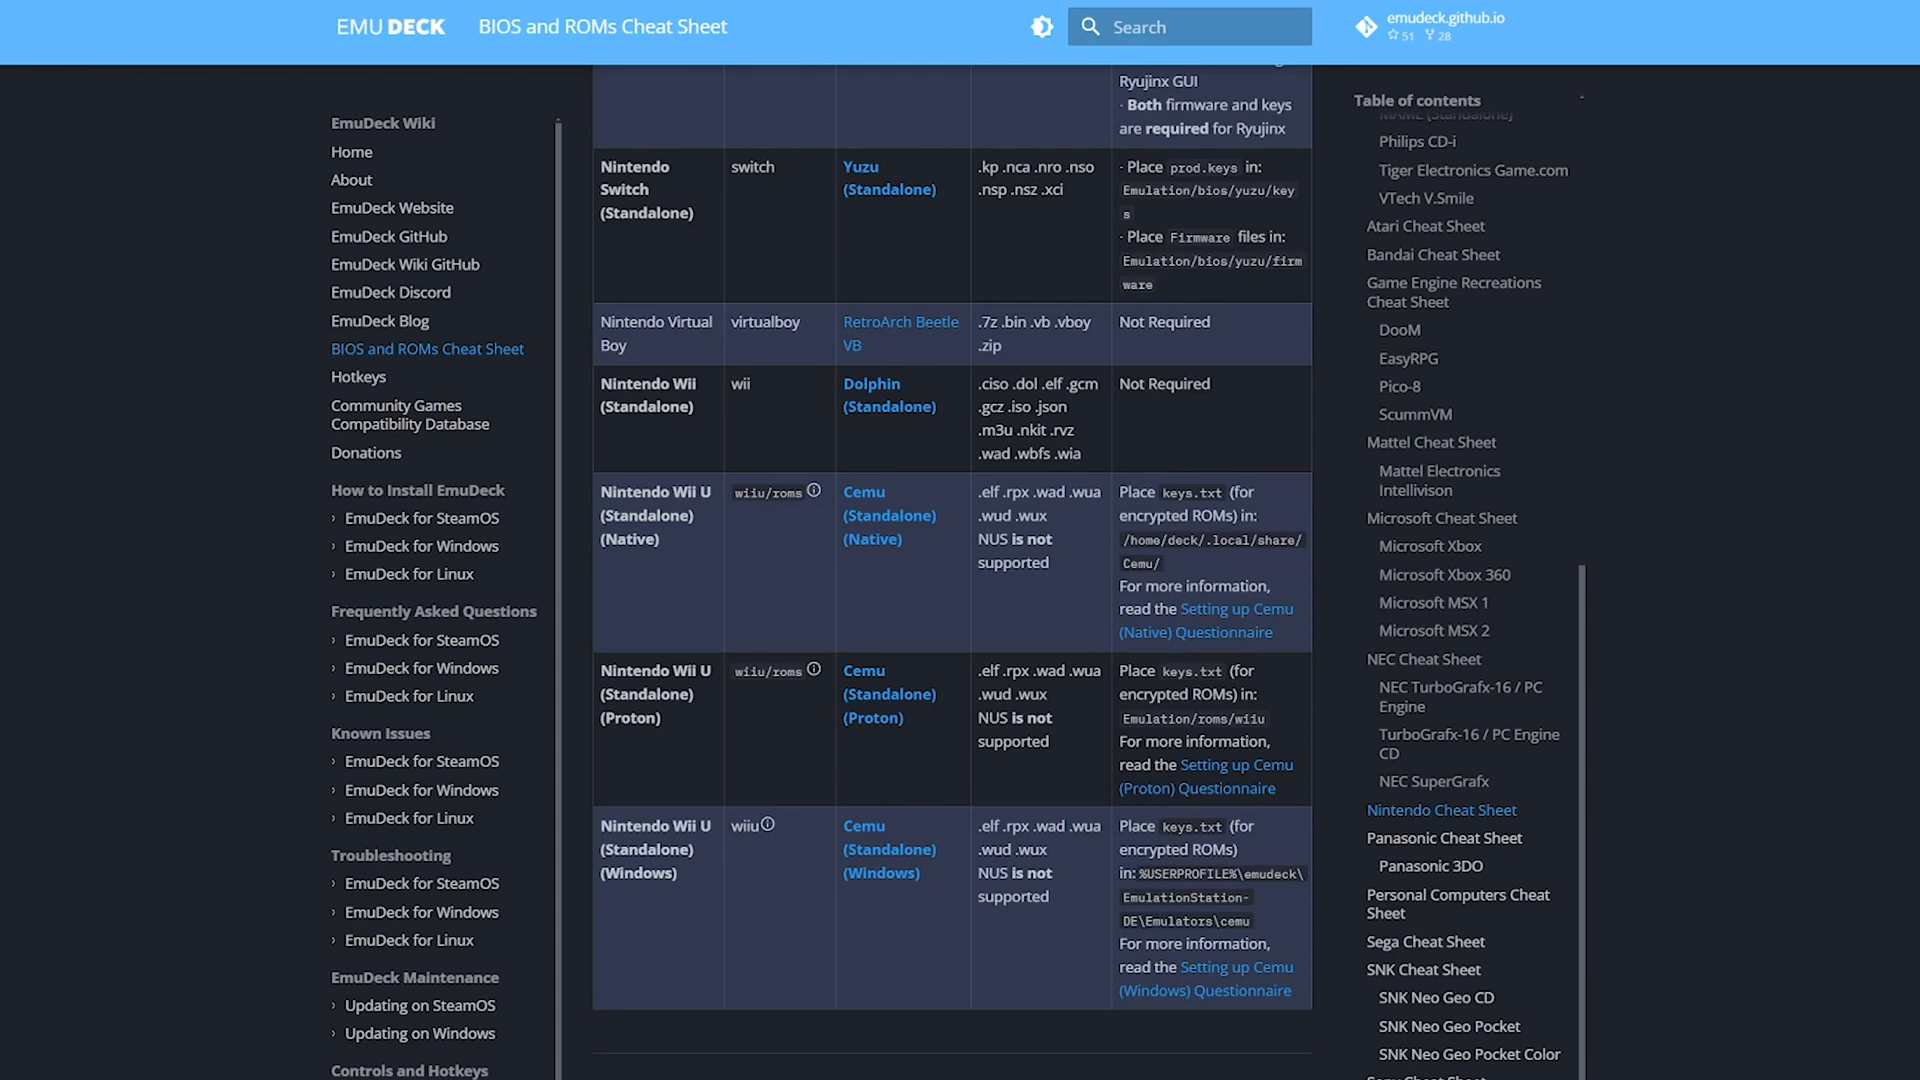 EMU DECK
BIOS and ROMs Cheat Sheet
Search
emudeck.github.io
51 28
EmuDeck Wiki
Home
About
EmuDeck Website
EmuDeck GitHub
EmuDeck Wiki GitHub
EmuDeck Discord
EmuDeck Blog
BIOS and ROMs Cheat Sheet
Hotkeys
Community Games
Compatibility Database
Donations
How to Install EmuDeck
› EmuDeck for SteamOS
› EmuDeck for Windows
› EmuDeck for Linux
Frequently Asked Questions
› EmuDeck for SteamOS
› EmuDeck for Windows
› EmuDeck for Linux
Known Issues
› EmuDeck for SteamOS
› EmuDeck for Windows
› EmuDeck for Linux
Troubleshooting
› EmuDeck for SteamOS
› EmuDeck for Windows
› EmuDeck for Linux
EmuDeck Maintenance
› Updating on SteamOS
› Updating on Windows
Controls and Hotkeys
Ryujinx GUI
· Both firmware and keys
are required for Ryujinx
Nintendo
Switch
(Standalone)
switch
Yuzu
(Standalone)
.kp .nca .nro .nso
.nsp .nsz .xci
· Place prod.keys in:
Emulation/bios/yuzu/key
s
· Place Firmware files in:
Emulation/bios/yuzu/firm
ware
Nintendo Virtual
Boy
virtualboy
RetroArch Beetle
VB
.7z .bin .vb .vboy
.zip
Not Required
Nintendo Wii
(Standalone)
wii
Dolphin
(Standalone)
.ciso .dol .elf .gcm
.gcz .iso .json
.m3u .nkit .rvz
.wad .wbfs .wia
Not Required
Nintendo Wii U
(Standalone)
(Native)
wiiu/roms
Cemu
(Standalone)
(Native)
.elf .rpx .wad .wua
.wud .wux
NUS is not
supported
Place keys.txt (for
encrypted ROMs) in:
/home/deck/.local/share/
Cemu/
For more information,
read the Setting up Cemu
(Native) Questionnaire
Nintendo Wii U
(Standalone)
(Proton)
wiiu/roms
Cemu
(Standalone)
(Proton)
.elf .rpx .wad .wua
.wud .wux
NUS is not
supported
Place keys.txt (for
encrypted ROMs) in:
Emulation/roms/wiiu
For more information,
read the Setting up Cemu
(Proton) Questionnaire
Nintendo Wii U
(Standalone)
(Windows)
wiiu
Cemu
(Standalone)
(Windows)
.elf .rpx .wad .wua
.wud .wux
NUS is not
supported
Place keys.txt (for
encrypted ROMs)
in: %USERPROFILE%\emudeck\
EmulationStation-
DE\Emulators\cemu
For more information,
read the Setting up Cemu
(Windows) Questionnaire
Table of contents
MAME (Standalone)
Philips CD-i
Tiger Electronics Game.com
VTech V.Smile
Atari Cheat Sheet
Bandai Cheat Sheet
Game Engine Recreations
Cheat Sheet
DooM
EasyRPG
Pico-8
ScummVM
Mattel Cheat Sheet
Mattel Electronics
Intellivison
Microsoft Cheat Sheet
Microsoft Xbox
Microsoft Xbox 360
Microsoft MSX 1
Microsoft MSX 2
NEC Cheat Sheet
NEC TurboGrafx-16 / PC
Engine
TurboGrafx-16 / PC Engine
CD
NEC SuperGrafx
Nintendo Cheat Sheet
Panasonic Cheat Sheet
Panasonic 3DO
Personal Computers Cheat
Sheet
Sega Cheat Sheet
SNK Cheat Sheet
SNK Neo Geo CD
SNK Neo Geo Pocket
SNK Neo Geo Pocket Color